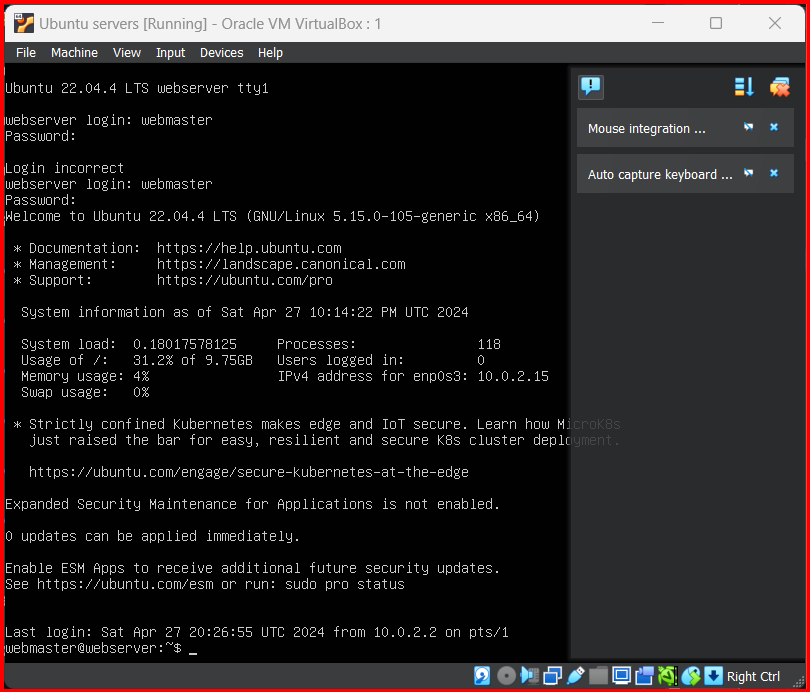 Ubuntu servers [Running] - Oracle VM VirtualBox : 1
File Machine View Input Devices Help
Ubuntu 22.04.4 LTS webserver tty1
webserver login: webmaster
Password:
Login incorrect
webserver login: webmaster
Password:
Welcome to Ubuntu 22.04.4 LTS (GNU/Linux 5.15.0-105-generic x86_64)
* Documentation: https://help.ubuntu.com
* Management: https://landscape.canonical.com
* Support: https://ubuntu.com/pro
System information as of Sat Apr 27 10:14:22 PM UTC 2024
System load: 0.18017578125 Processes: 118
Usage of /: 31.2% of 9.75GB Users logged in: 0
Memory usage: 4% IPv4 address for enp0s3: 10.0.2.15
Swap usage: 0%
* Strictly confined Kubernetes makes edge and IoT secure. Learn how MicroK8s
just raised the bar for easy, resilient and secure K8s cluster deployment.
https://ubuntu.com/engage/secure-kubernetes-at-the-edge
Expanded Security Maintenance for Applications is not enabled.
0 updates can be applied immediately.
Enable ESM Apps to receive additional future security updates.
See https://ubuntu.com/esm or run: sudo pro status
Last login: Sat Apr 27 20:26:55 UTC 2024 from 10.0.2.2 on pts/1
webmaster@webserver:~$ _
Mouse integration ...
Auto capture keyboard ...
Right Ctrl